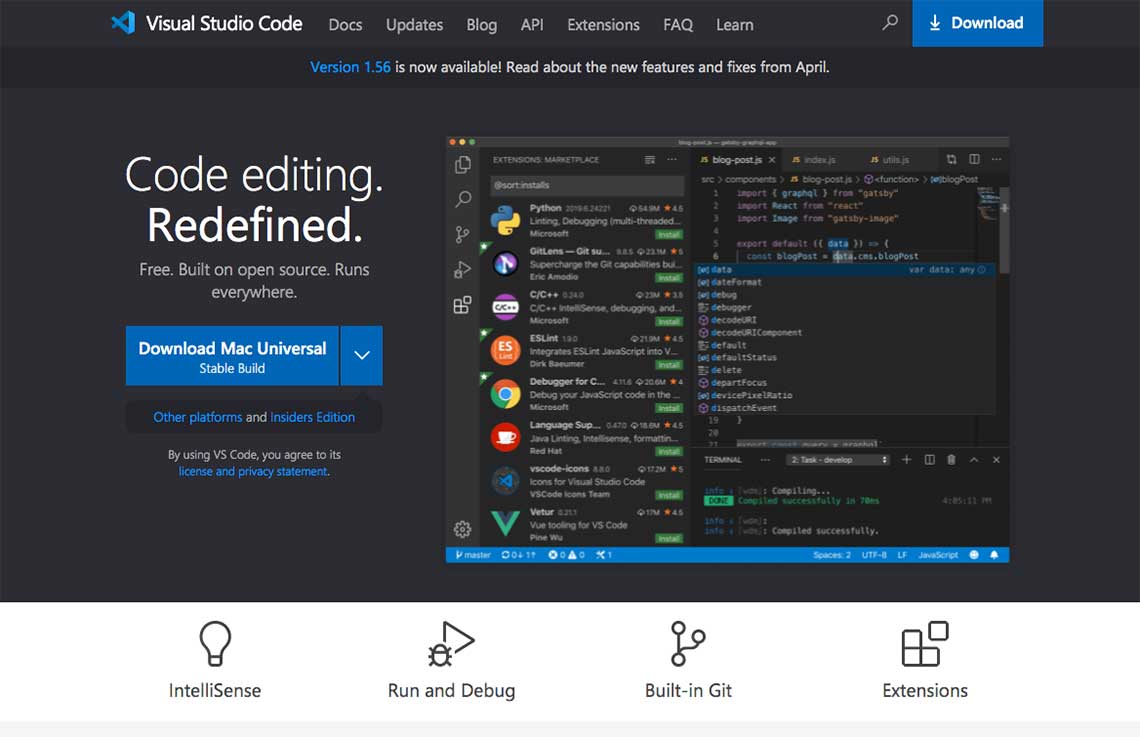 Visual Studio Code Docs Updates Blog API Extensions FAQ Learn Download
Version 1.56 is now available! Read about the new features and fixes from April.
Code editing.
Redefined.
Free. Built on open source. Runs
everywhere.
Download Mac Universal
Stable Build
Other platforms and Insiders Edition
By using VS Code, you agree to its
license and privacy statement.
blog-post.js — gatsby-graphql-app
EXTENSIONS: MARKETPLACE
@sort:installs
Python 2019.6.24221 54.9M 4.5
Linting, Debugging (multi-threaded...
Microsoft Install
GitLens — Git su... 9.8.5 23.1M 5
Supercharge the Git capabilities bui...
Eric Amodio Install
C/C++ 0.24.0 23M 3.5
C/C++ IntelliSense, debugging, and...
Microsoft Install
ESLint 1.9.0 21.9M 4.5
Integrates ESLint JavaScript into V...
Dirk Baeumer Install
Debugger for C... 4.11.6 20.6M 4
Debug your JavaScript code in the ...
Microsoft Install
Language Sup... 0.47.0 18.6M 4.5
Java Linting, Intellisense, formattin...
Red Hat Install
vscode-icons 8.8.0 17.2M 5
Icons for Visual Studio Code
VSCode Icons Team Install
Vetur 0.21.1 17M 4.5
Vue tooling for VS Code
Pine Wu Install
C/C++
ES
Lint
JS blog-post.js JS index.js JS utils.js
src > components > JS blog-post.js > <function> > blogPost
1 import { graphql } from "gatsby"
2 import React from "react"
3 import Image from "gatsby-image"
4
5 export default ({ data }) => {
6 const blogPost = data.cms.blogPost
data var data: any
dateFormat
debug
debugger
decodeURI
decodeURIComponent
default
defaultStatus
delete
departFocus
devicePixelRatio
dispatchEvent
19 }
20
21 export const query = graphql`
TERMINAL ... 2: Task - develop
info : [wdm]: Compiling...
DONE Compiled successfully in 70ms 4:05:11 PM
info : [wdm]:
info : [wdm]: Compiled successfully.
master 0↓ 1↑ 0 0 1 Spaces: 2 UTF-8 LF JavaScript
IntelliSense
Run and Debug
Built-in Git
Extensions